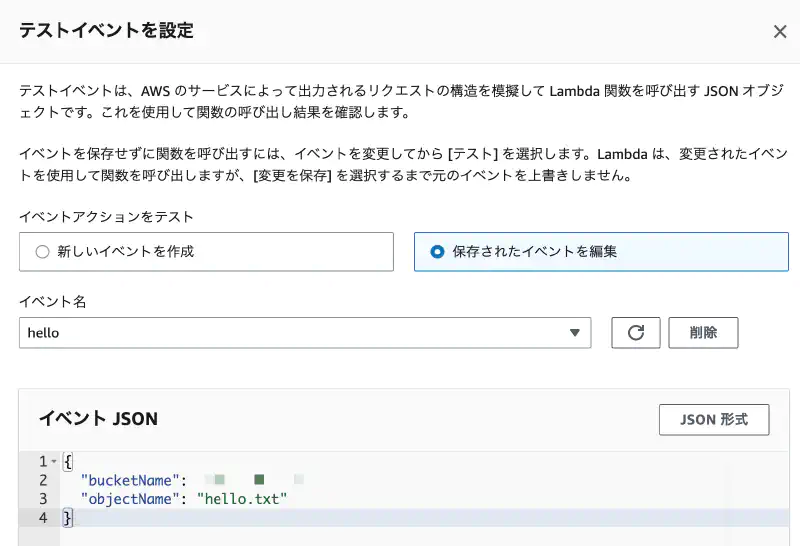 テストイベントを設定
テストイベントは、AWS のサービスによって出力されるリクエストの構造を模擬して Lambda 関数を呼び出す JSON オブジ
ェクトです。これを使用して関数の呼び出し結果を確認します。
イベントを保存せずに関数を呼び出すには、イベントを変更してから [テスト] を選択します。Lambda は、変更されたイベン
トを使用して関数を呼び出しますが、[変更を保存] を選択するまで元のイベントを上書きしません。
イベントアクションをテスト
新しいイベントを作成 保存されたイベントを編集
イベント名
hello 削除
イベント JSON JSON 形式
1 {
2 "bucketName":
3 "objectName": "hello.txt"
4 }